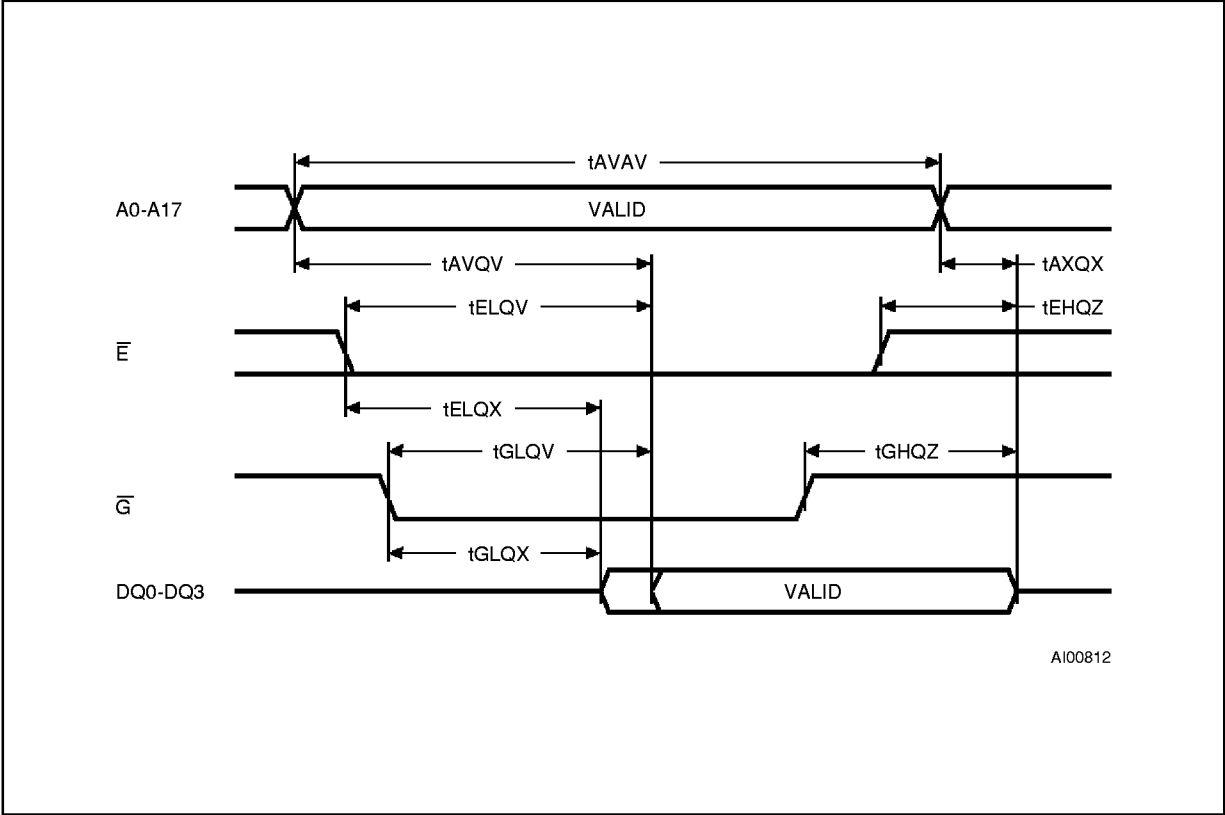 tAVAV
A0-A17 VALID
tAVQV tAXQX
tELQV tEHQZ
E̅
tELQX
tGLQV tGHQZ
G̅
tGLQX
DQ0-DQ3 VALID
AI00812